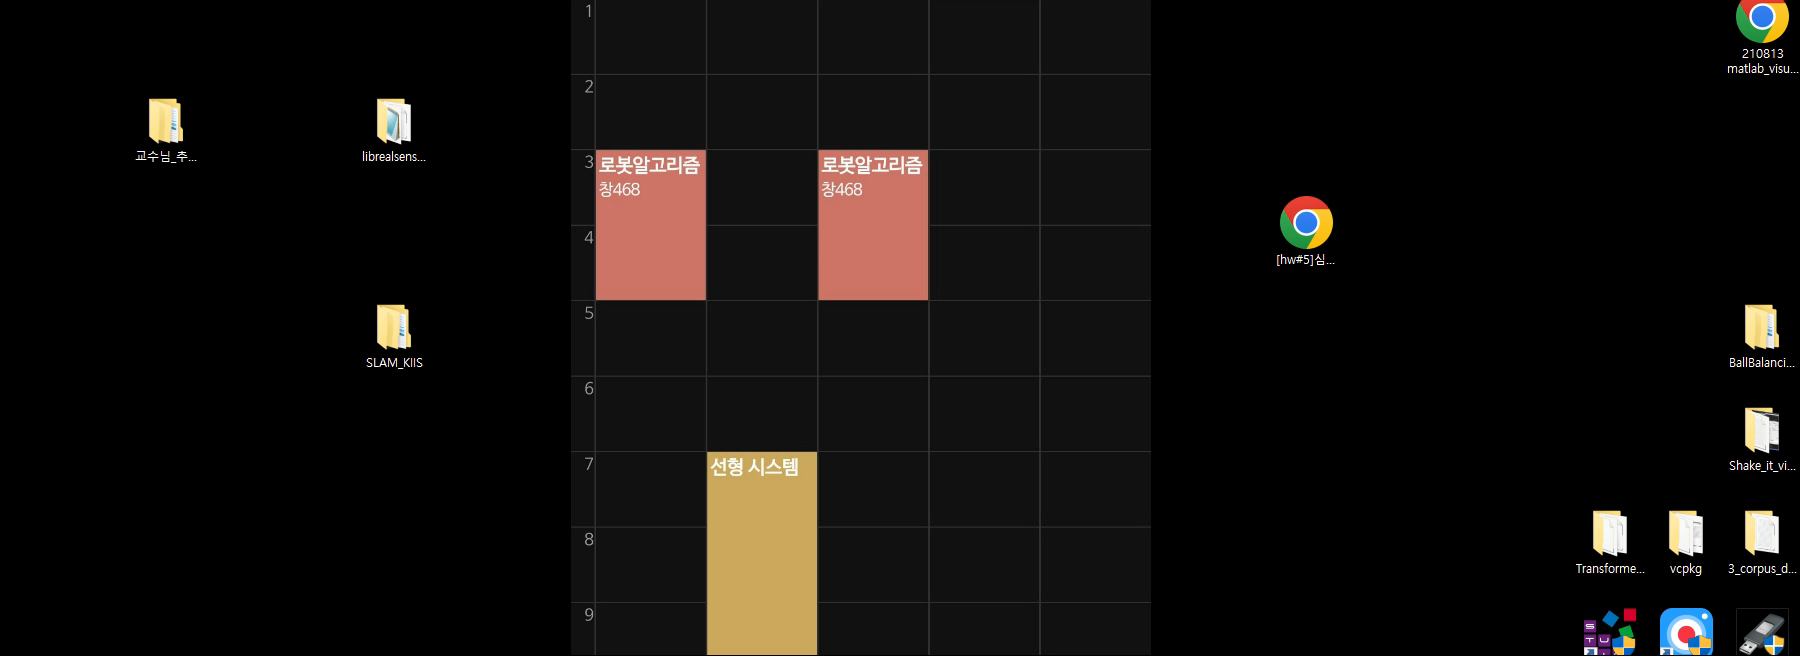 1
210813
matlab_visu...
2
교수님_추...
librealsens...
3
로봇알고리즘
창468
로봇알고리즘
창468
4
[hw#5]심...
5
SLAM_KIIS
BallBalanci...
6
7
선형 시스템
Shake_it_vi...
8
Transforme...
vcpkg
3_corpus_d...
9
S
T U